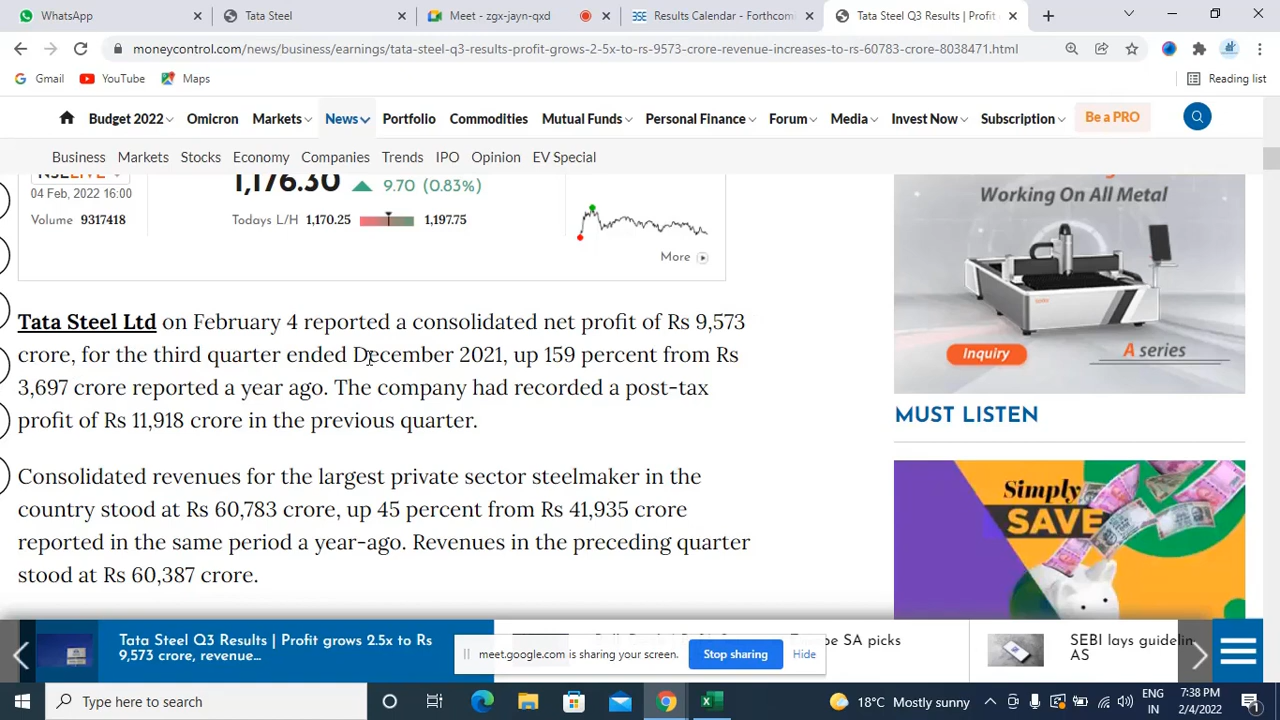 WhatsApp
Tata Steel
Meet - zgx-jayn-qxd
Results Calendar - Forthcom
Tata Steel Q3 Results | Profit
moneycontrol.com/news/business/earnings/tata-steel-q3-results-profit-grows-2-5x-to-rs-9573-crore-revenue-increases-to-rs-60783-crore-8038471.html
Gmail
YouTube
Maps
Reading list
Budget 2022
Omicron
Markets
News
Portfolio
Commodities
Mutual Funds
Personal Finance
Forum
Media
Invest Now
Subscription
Be a PRO
Business
Markets
Stocks
Economy
Companies
Trends
IPO
Opinion
EV Special
NSE LIVE
04 Feb, 2022 16:00
Volume 9317418
1,176.30
9.70 (0.83%)
Todays L/H 1,170.25 1,197.75
More
Tata Steel Ltd on February 4 reported a consolidated net profit of Rs 9,573
crore, for the third quarter ended December 2021, up 159 percent from Rs
3,697 crore reported a year ago. The company had recorded a post-tax
profit of Rs 11,918 crore in the previous quarter.
Consolidated revenues for the largest private sector steelmaker in the
country stood at Rs 60,783 crore, up 45 percent from Rs 41,935 crore
reported in the same period a year-ago. Revenues in the preceding quarter
stood at Rs 60,387 crore.
Working On All Metal
Inquiry
A series
MUST LISTEN
Simply
SAVE
Tata Steel Q3 Results | Profit grows 2.5x to Rs
9,573 crore, revenue...
meet.google.com is sharing your screen.
Stop sharing
Hide
be SA picks
SEBI lays guidelin
AS
Type here to search
18°C Mostly sunny
ENG
IN
7:38 PM
2/4/2022
1